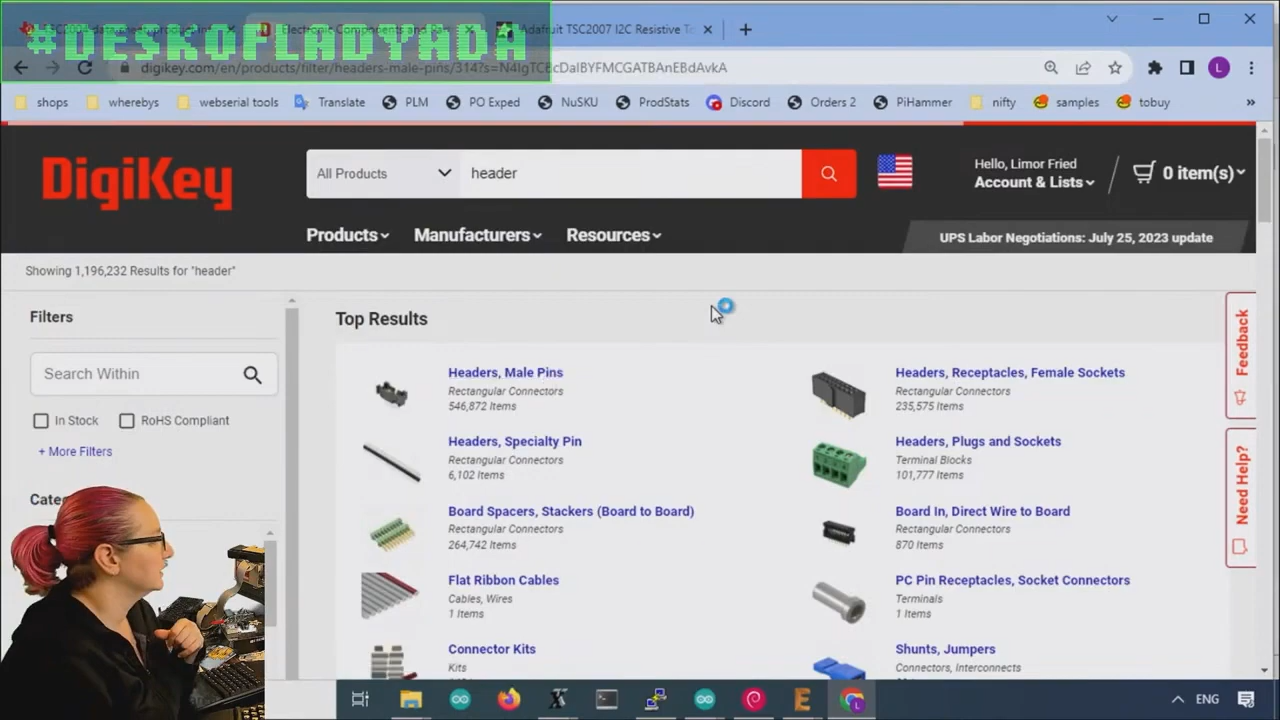 #DESKOFLADYADA
Adafruit TSC2007 I2C Resistive To
digikey.com/en/products/filter/headers-male-pins/314?s=
shops
wherebys
webserial tools
Translate
PLM
PO Exped
NuSKU
ProdStats
Discord
Orders 2
PiHammer
nifty
samples
tobuy
»
DigiKey
All Products
header
Hello, Limor Fried
Account & Lists
0 item(s)
Products
Manufacturers
Resources
UPS Labor Negotiations: July 25, 2023 update
Showing 1,196,232 Results for "header"
Filters
Search Within
In Stock
RoHS Compliant
+ More Filters
Top Results
Headers, Male Pins
Rectangular Connectors
546,872 Items
Headers, Receptacles, Female Sockets
Rectangular Connectors
235,575 Items
Headers, Specialty Pin
Rectangular Connectors
6,102 Items
Headers, Plugs and Sockets
Terminal Blocks
101,777 Items
Board Spacers, Stackers (Board to Board)
Rectangular Connectors
264,742 Items
Board In, Direct Wire to Board
Rectangular Connectors
870 Items
Flat Ribbon Cables
Cables, Wires
1 Items
PC Pin Receptacles, Socket Connectors
Terminals
1 Items
Connector Kits
Kits
Shunts, Jumpers
Connectors, Interconnects
Feedback
Need Help?
L
ENG